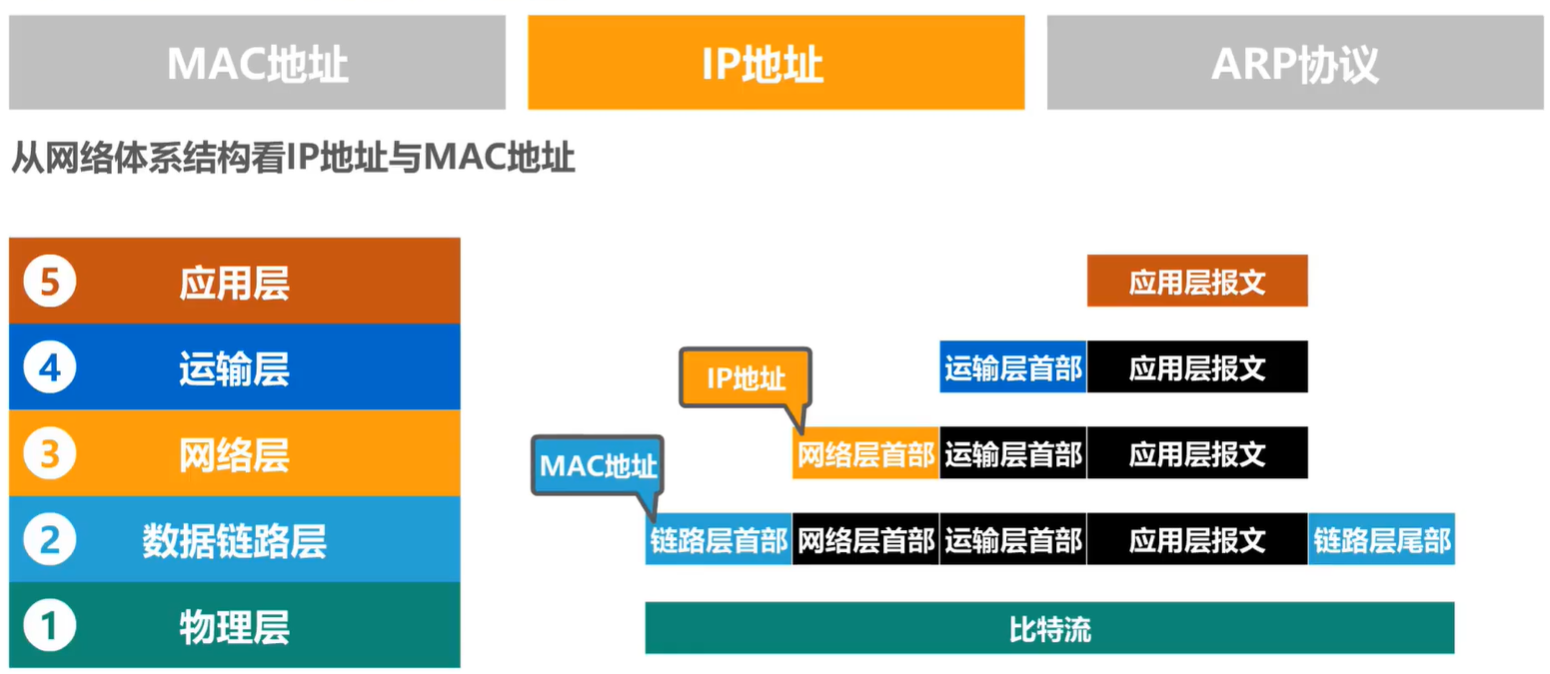 MAC地址
IP地址
ARP协议
从网络体系结构看IP地址与MAC地址
5
应用层
应用层报文
4
运输层
IP地址
运输层首部
应用层报文
3
网络层
MAC地址
网络层首部
运输层首部
应用层报文
2
数据链路层
链路层首部
网络层首部
运输层首部
应用层报文
链路层尾部
1
物理层
比特流